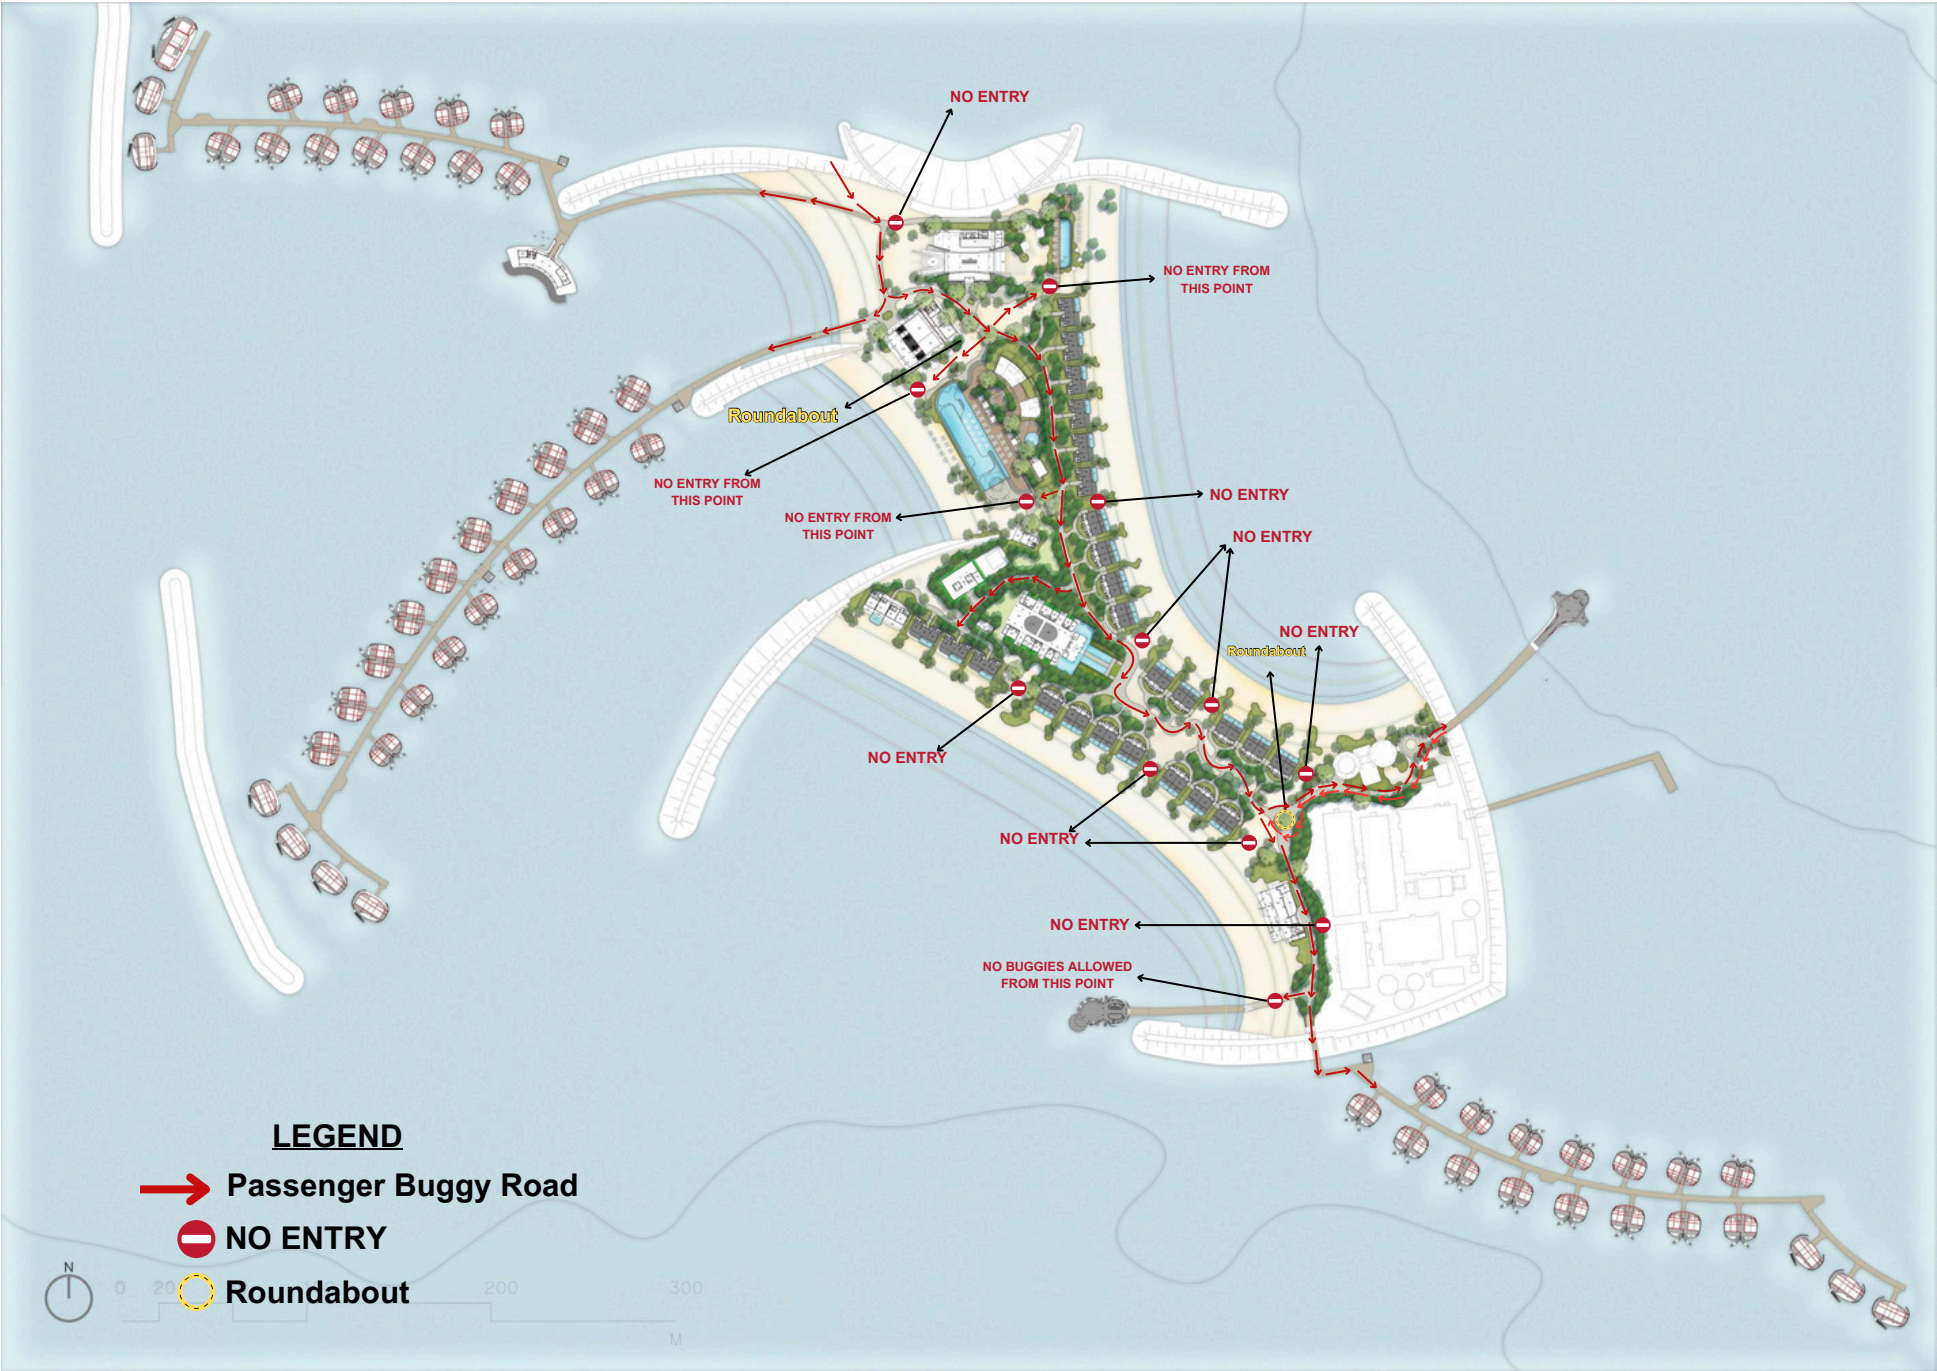 NO ENTRY
NO ENTRY FROM
THIS POINT
Roundabout
NO ENTRY FROM
THIS POINT
NO ENTRY FROM
THIS POINT
NO ENTRY
NO ENTRY
NO ENTRY
Roundabout
NO ENTRY
NO ENTRY
NO ENTRY
NO BUGGIES ALLOWED
FROM THIS POINT
LEGEND
Passenger Buggy Road
NO ENTRY
Roundabout
N
0 20 200 300
M